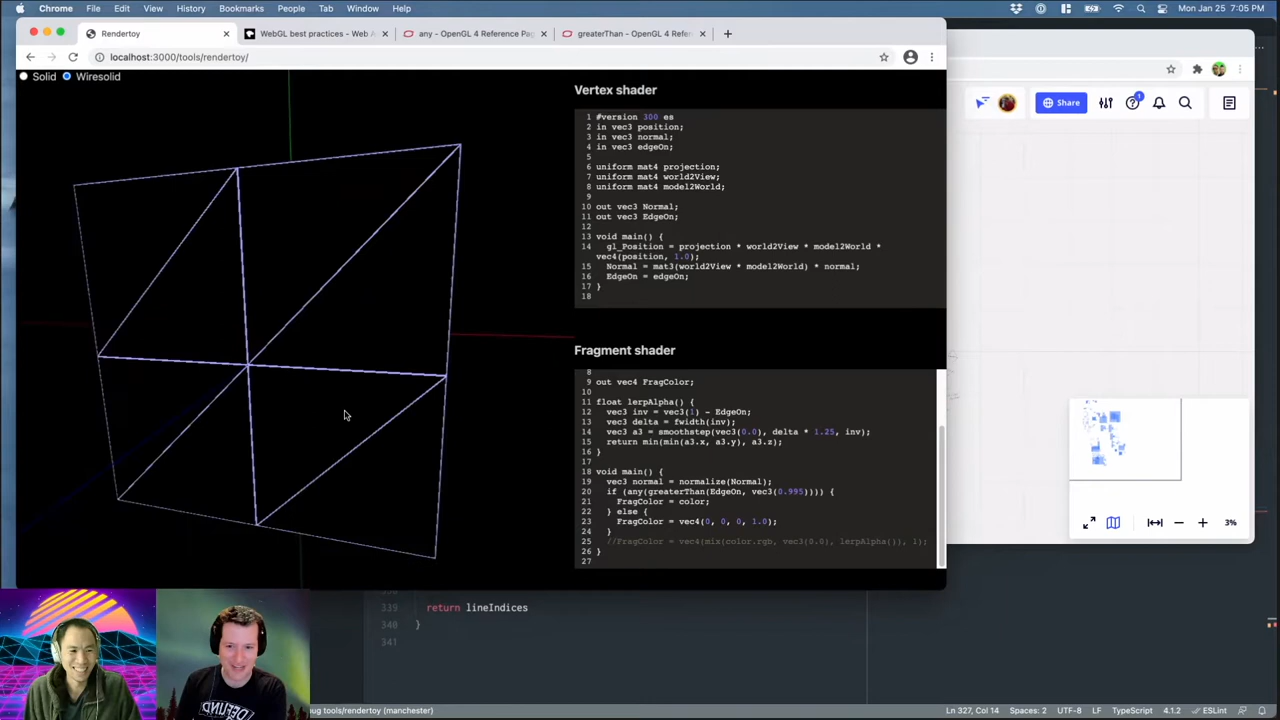 Chrome File Edit View History Bookmarks People Tab Window Help Mon Jan 25 7:05 PM
Rendertoy WebGL best practices - Web A any - OpenGL 4 Reference Pag greaterThan - OpenGL 4 Refer
localhost:3000/tools/rendertoy/
Solid Wiresolid
Share
1
Vertex shader
1 #version 300 es
2 in vec3 position;
3 in vec3 normal;
4 in vec3 edgeOn;
5
6 uniform mat4 projection;
7 uniform mat4 world2View;
8 uniform mat4 model2World;
9
10 out vec3 Normal;
11 out vec3 EdgeOn;
12
13 void main() {
14 gl_Position = projection * world2View * model2World *
vec4(position, 1.0);
15 Normal = mat3(world2View * model2World) * normal;
16 EdgeOn = edgeOn;
17 }
18
Fragment shader
8
9 out vec4 FragColor;
10
11 float lerpAlpha() {
12 vec3 inv = vec3(1) - EdgeOn;
13 vec3 delta = fwidth(inv);
14 vec3 a3 = smoothstep(vec3(0.0), delta * 1.25, inv);
15 return min(min(a3.x, a3.y), a3.z);
16 }
17
18 void main() {
19 vec3 normal = normalize(Normal);
20 if (any(greaterThan(EdgeOn, vec3(0.995)))) {
21 FragColor = color;
22 } else {
23 FragColor = vec4(0, 0, 0, 1.0);
24 }
25 //FragColor = vec4(mix(color.rgb, vec3(0.0), lerpAlpha()), 1);
26 }
27
3%
339 return lineIndices
340 }
341
DEFUND
bug tools/rendertoy (manchester) Ln 327, Col 14 Spaces: 2 UTF-8 LF TypeScript 4.1.2 ESLint